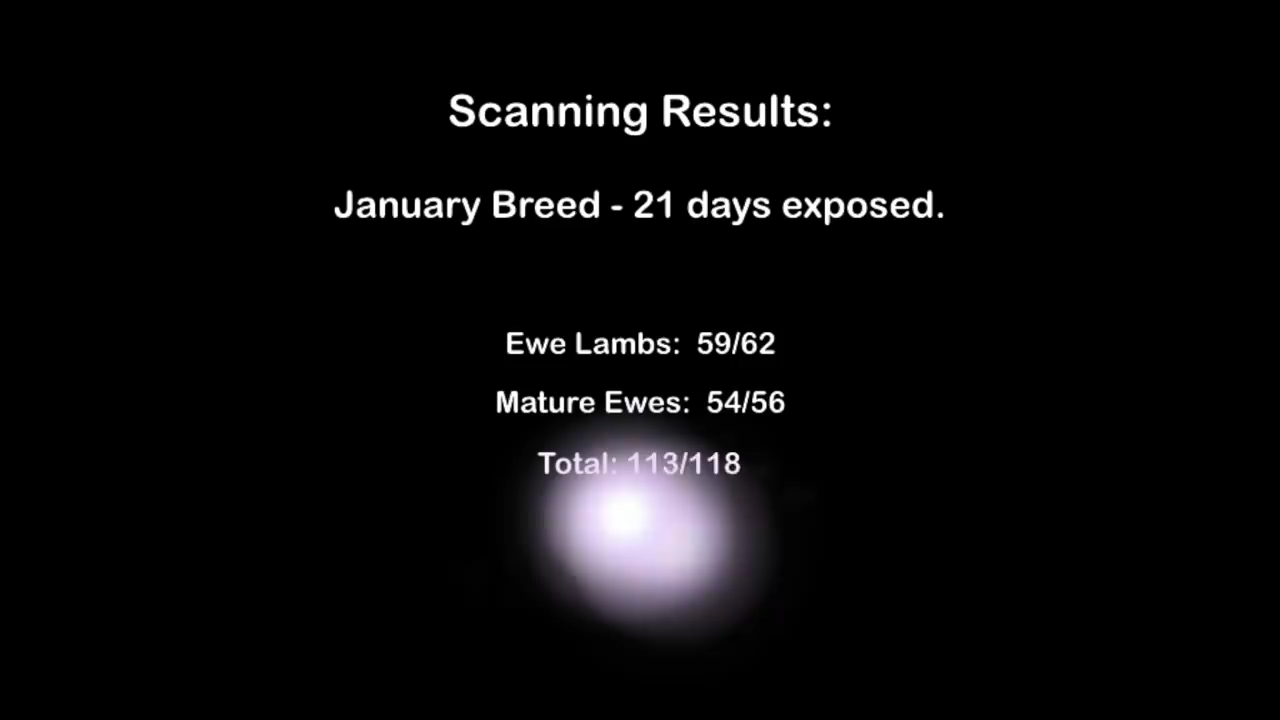 Scanning Results:
January Breed - 21 days exposed.
Ewe Lambs: 59/62
Mature Ewes: 54/56
Total: 113/118